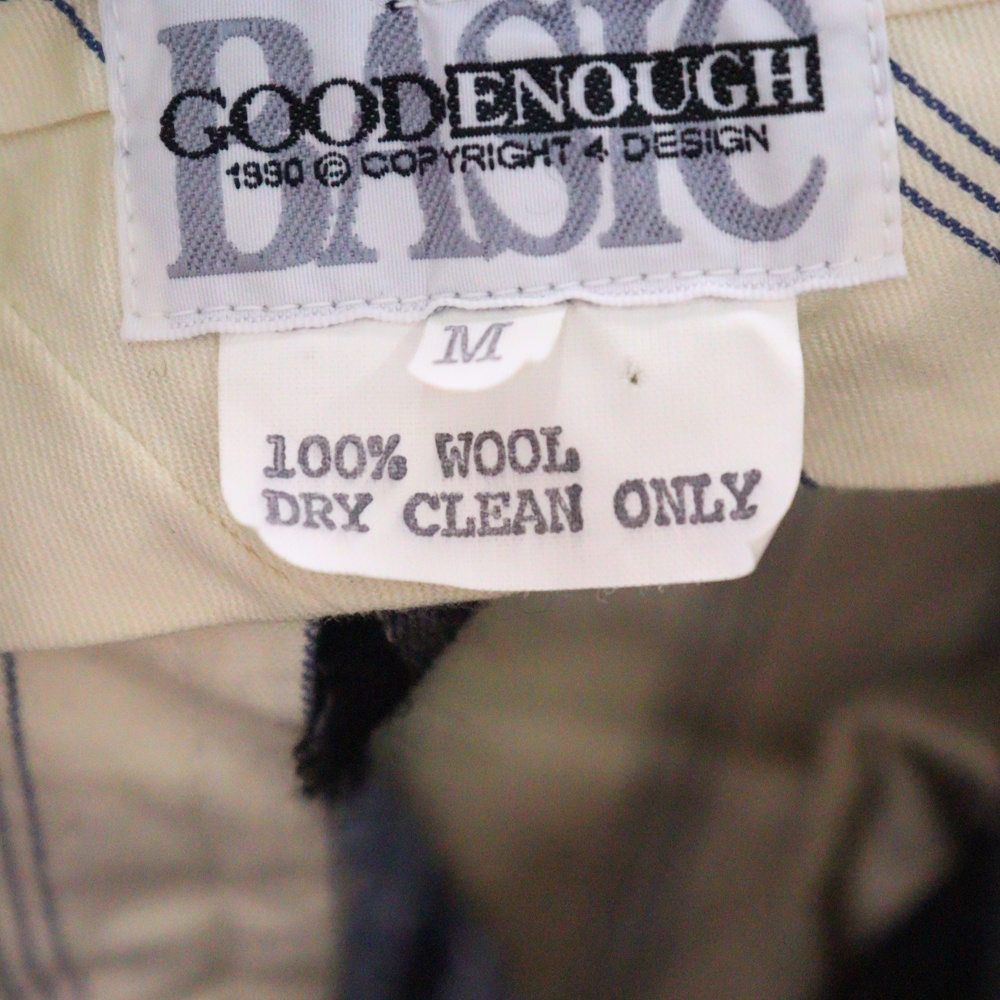 BASIC
GOODENOUGH
1990 © COPYRIGHT 4 DESIGN
M
100% WOOL
DRY CLEAN ONLY